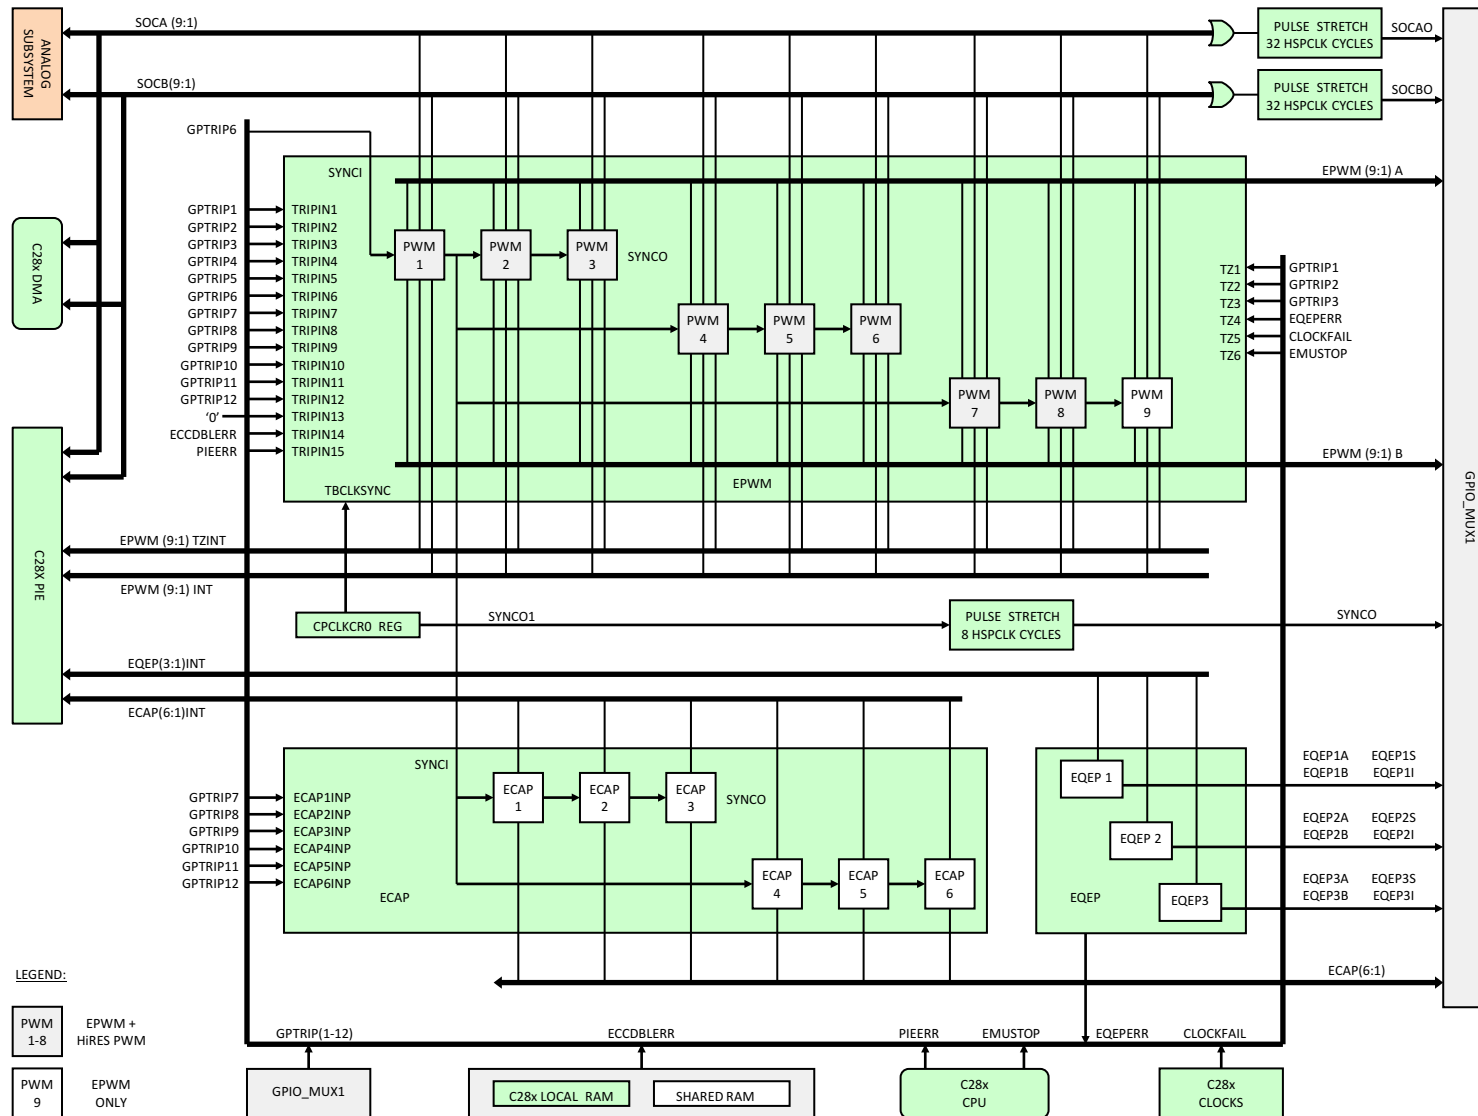 SOCA (9:1)
SOCB(9:1)
ANALOG
SUBSYSTEM
PULSE STRETCH
32 HSPCLK CYCLES
SOCAO
PULSE STRETCH
32 HSPCLK CYCLES
SOCBO
GPTRIP6
SYNCI
EPWM (9:1) A
GPTRIP1
GPTRIP2
GPTRIP3
GPTRIP4
GPTRIP5
GPTRIP6
GPTRIP7
GPTRIP8
GPTRIP9
GPTRIP10
GPTRIP11
GPTRIP12
‘0’
ECCDBLERR
PIEERR
TRIPIN1
TRIPIN2
TRIPIN3
TRIPIN4
TRIPIN5
TRIPIN6
TRIPIN7
TRIPIN8
TRIPIN9
TRIPIN10
TRIPIN11
TRIPIN12
TRIPIN13
TRIPIN14
TRIPIN15
PWM
1
PWM
2
PWM
3
SYNCO
PWM
4
PWM
5
PWM
6
PWM
7
PWM
8
PWM
9
TZ1
TZ2
TZ3
TZ4
TZ5
TZ6
GPTRIP1
GPTRIP2
GPTRIP3
EQEPERR
CLOCKFAIL
EMUSTOP
C28x DMA
EPWM (9:1) B
EPWM
TBCLKSYNC
GPIO_MUX1
C28X PIE
EPWM (9:1) TZINT
EPWM (9:1) INT
CPCLKCR0 REG
SYNCO1
PULSE STRETCH
8 HSPCLK CYCLES
SYNCO
EQEP(3:1)INT
ECAP(6:1)INT
SYNCI
GPTRIP7
GPTRIP8
GPTRIP9
GPTRIP10
GPTRIP11
GPTRIP12
ECAP1INP
ECAP2INP
ECAP3INP
ECAP4INP
ECAP5INP
ECAP6INP
ECAP
1
ECAP
2
ECAP
3
SYNCO
ECAP
4
ECAP
5
ECAP
6
ECAP
EQEP 1
EQEP 2
EQEP3
EQEP
EQEP1A EQEP1S
EQEP1B EQEP1I
EQEP2A EQEP2S
EQEP2B EQEP2I
EQEP3A EQEP3S
EQEP3B EQEP3I
ECAP(6:1)
LEGEND:
PWM
1-8
EPWM +
HiRES PWM
PWM
9
EPWM
ONLY
GPTRIP(1-12)
ECCDBLERR
PIEERR
EMUSTOP
EQEPERR
CLOCKFAIL
GPIO_MUX1
C28x LOCAL RAM
SHARED RAM
C28x
CPU
C28x
CLOCKS